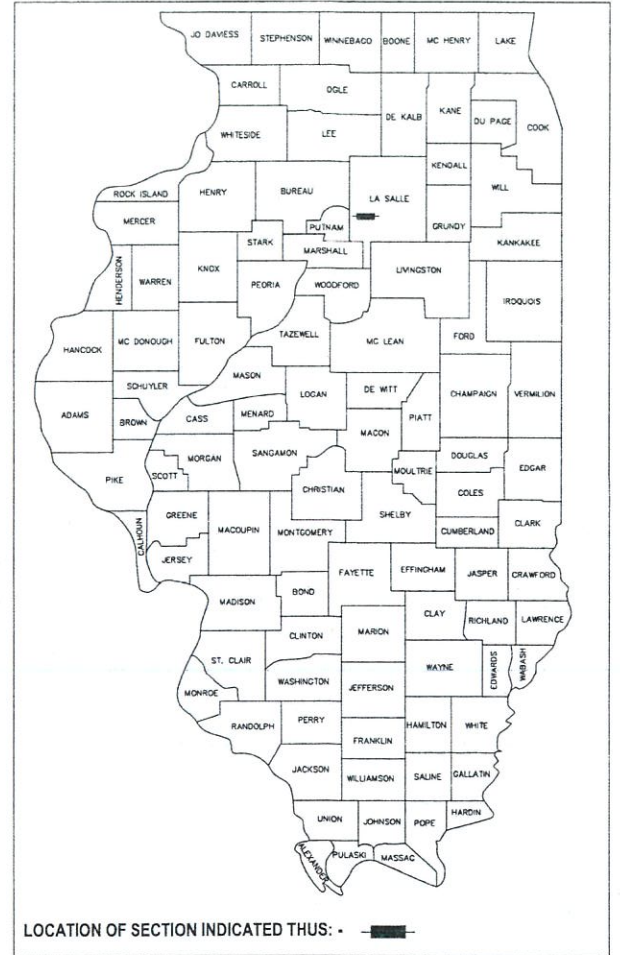 JO DAVIESS STEPHENSON WINNEBAGO BOONE MC HENRY LAKE
CARROLL OGLE DE KALB KANE DU PAGE COOK
WHITESIDE LEE KENDALL WILL
ROCK ISLAND HENRY BUREAU LA SALLE GRUNDY
MERCER PUTNAM KANKAKEE
HENDERSON WARREN KNOX STARK MARSHALL LIVINGSTON
PEORIA WOODFORD IROQUOIS
HANCOCK MC DONOUGH FULTON TAZEWELL MC LEAN FORD
SCHUYLER MASON LOGAN DE WITT CHAMPAIGN VERMILION
ADAMS BROWN CASS MENARD PIATT
MACON
PIKE SCOTT MORGAN SANGAMON MOULTRIE DOUGLAS EDGAR
CHRISTIAN COLES
CALHOUN GREENE MACOUPIN MONTGOMERY SHELBY CUMBERLAND CLARK
JERSEY FAYETTE EFFINGHAM JASPER CRAWFORD
MADISON BOND
CLAY RICHLAND LAWRENCE
CLINTON MARION
ST. CLAIR WAYNE EDWARDS WABASH
MONROE WASHINGTON JEFFERSON
RANDOLPH PERRY HAMILTON WHITE
FRANKLIN
JACKSON WILLIAMSON SALINE GALLATIN
UNION JOHNSON POPE HARDIN
ALEXANDER PULASKI MASSAC
LOCATION OF SECTION INDICATED THUS: -